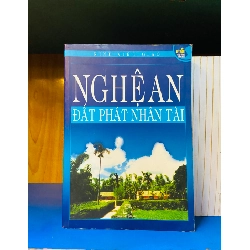 NGHỆ AN
ĐẤT PHÁT NHÂN TÀI